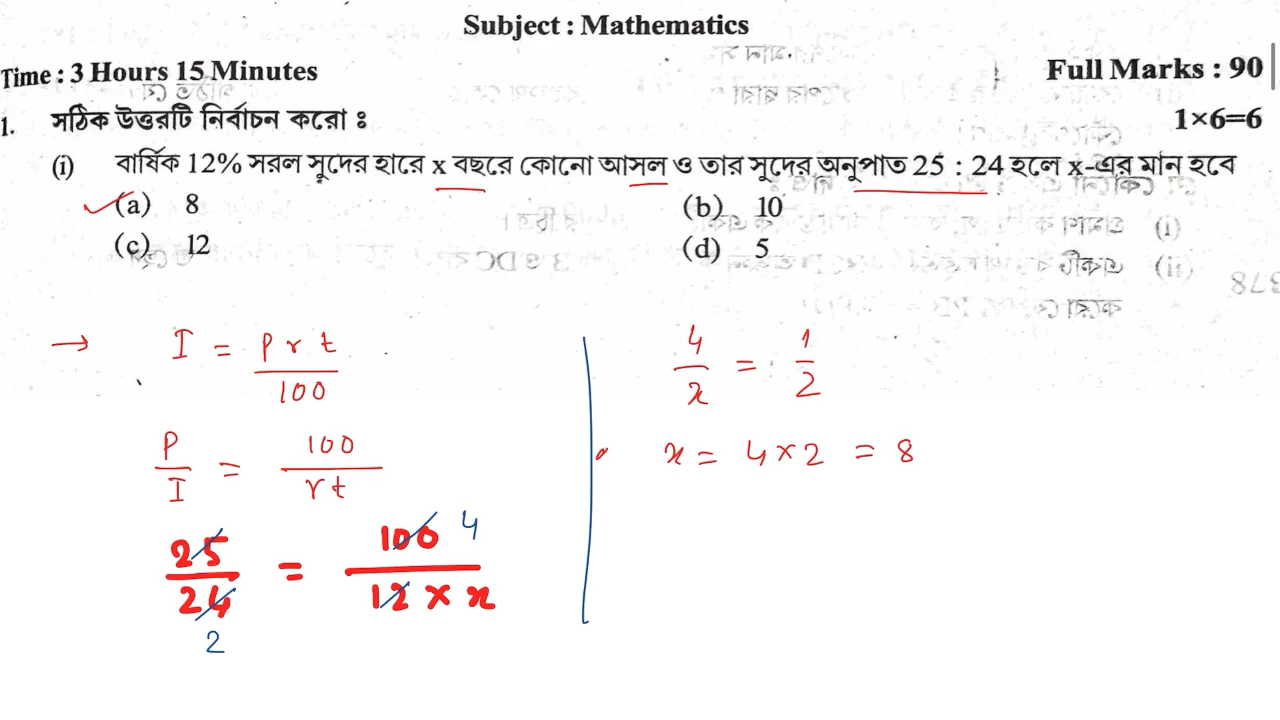 Subject : Mathematics
Time : 3 Hours 15 Minutes Full Marks : 90
1. সঠিক উত্তরটি নির্বাচন করো ঃ 1×6=6
(i) বার্ষিক 12% সরল সুদের হারে x বছরে কোনো আসল ও তার সুদের অনুপাত 25 : 24 হলে x-এর মান হবে
(a) 8 (b) 10
(c) 12 (d) 5
→ I = P r t / 100
P / I = 100 / r t
25 / 24 = 100 / 12 × x
4
2
4 / x = 1 / 2
x = 4 × 2 = 8